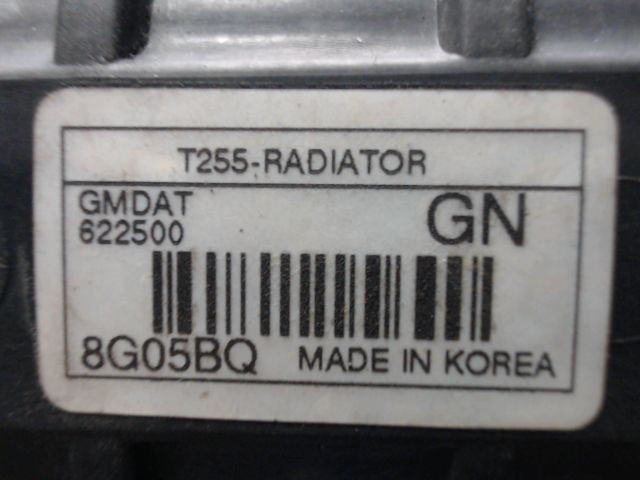 T255-RADIATOR
GMDAT
622500
GN
8G05BQ
MADE IN KOREA